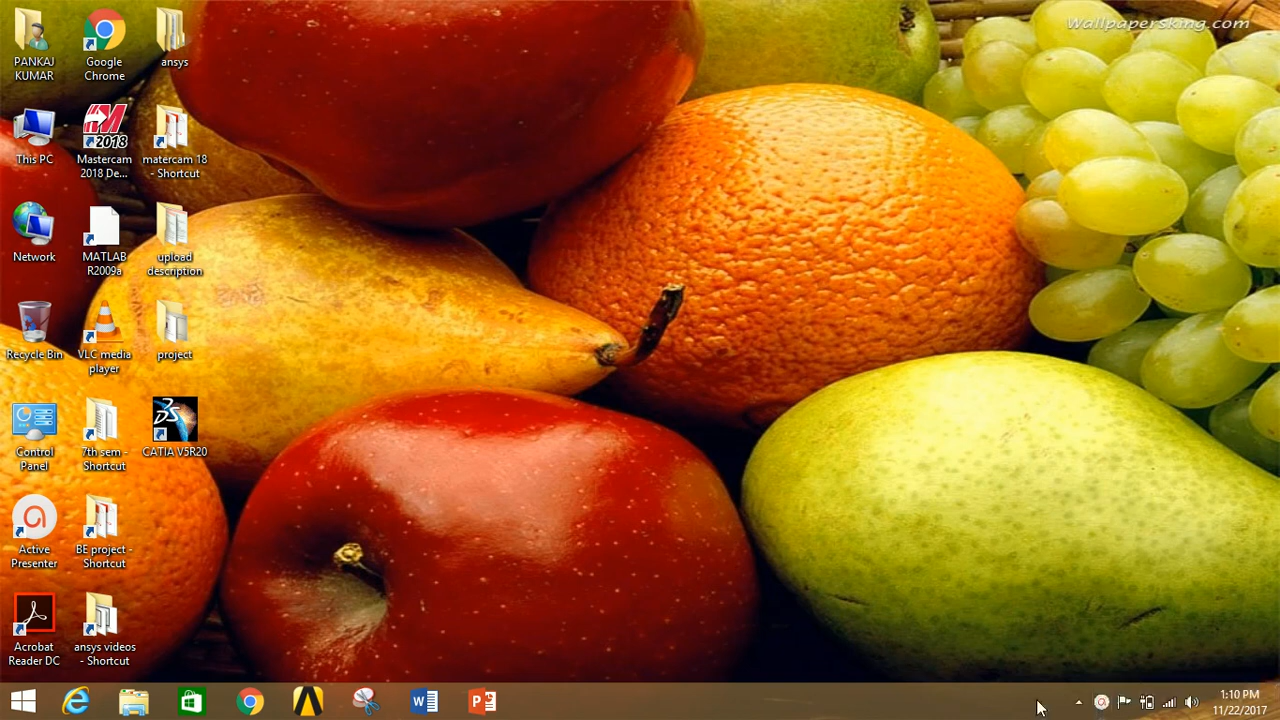 Wallpapersking.com
PANKAJ
KUMAR
Google
Chrome
ansys
This PC
2018
Mastercam
2018 De...
matercam 18
- Shortcut
Network
MATLAB
R2009a
upload
description
Recycle Bin
VLC media
player
project
Control
Panel
7th sem -
Shortcut
CATIA V5R20
Active
Presenter
BE project -
Shortcut
Acrobat
Reader DC
ansys videos
- Shortcut
1:10 PM
11/22/2017